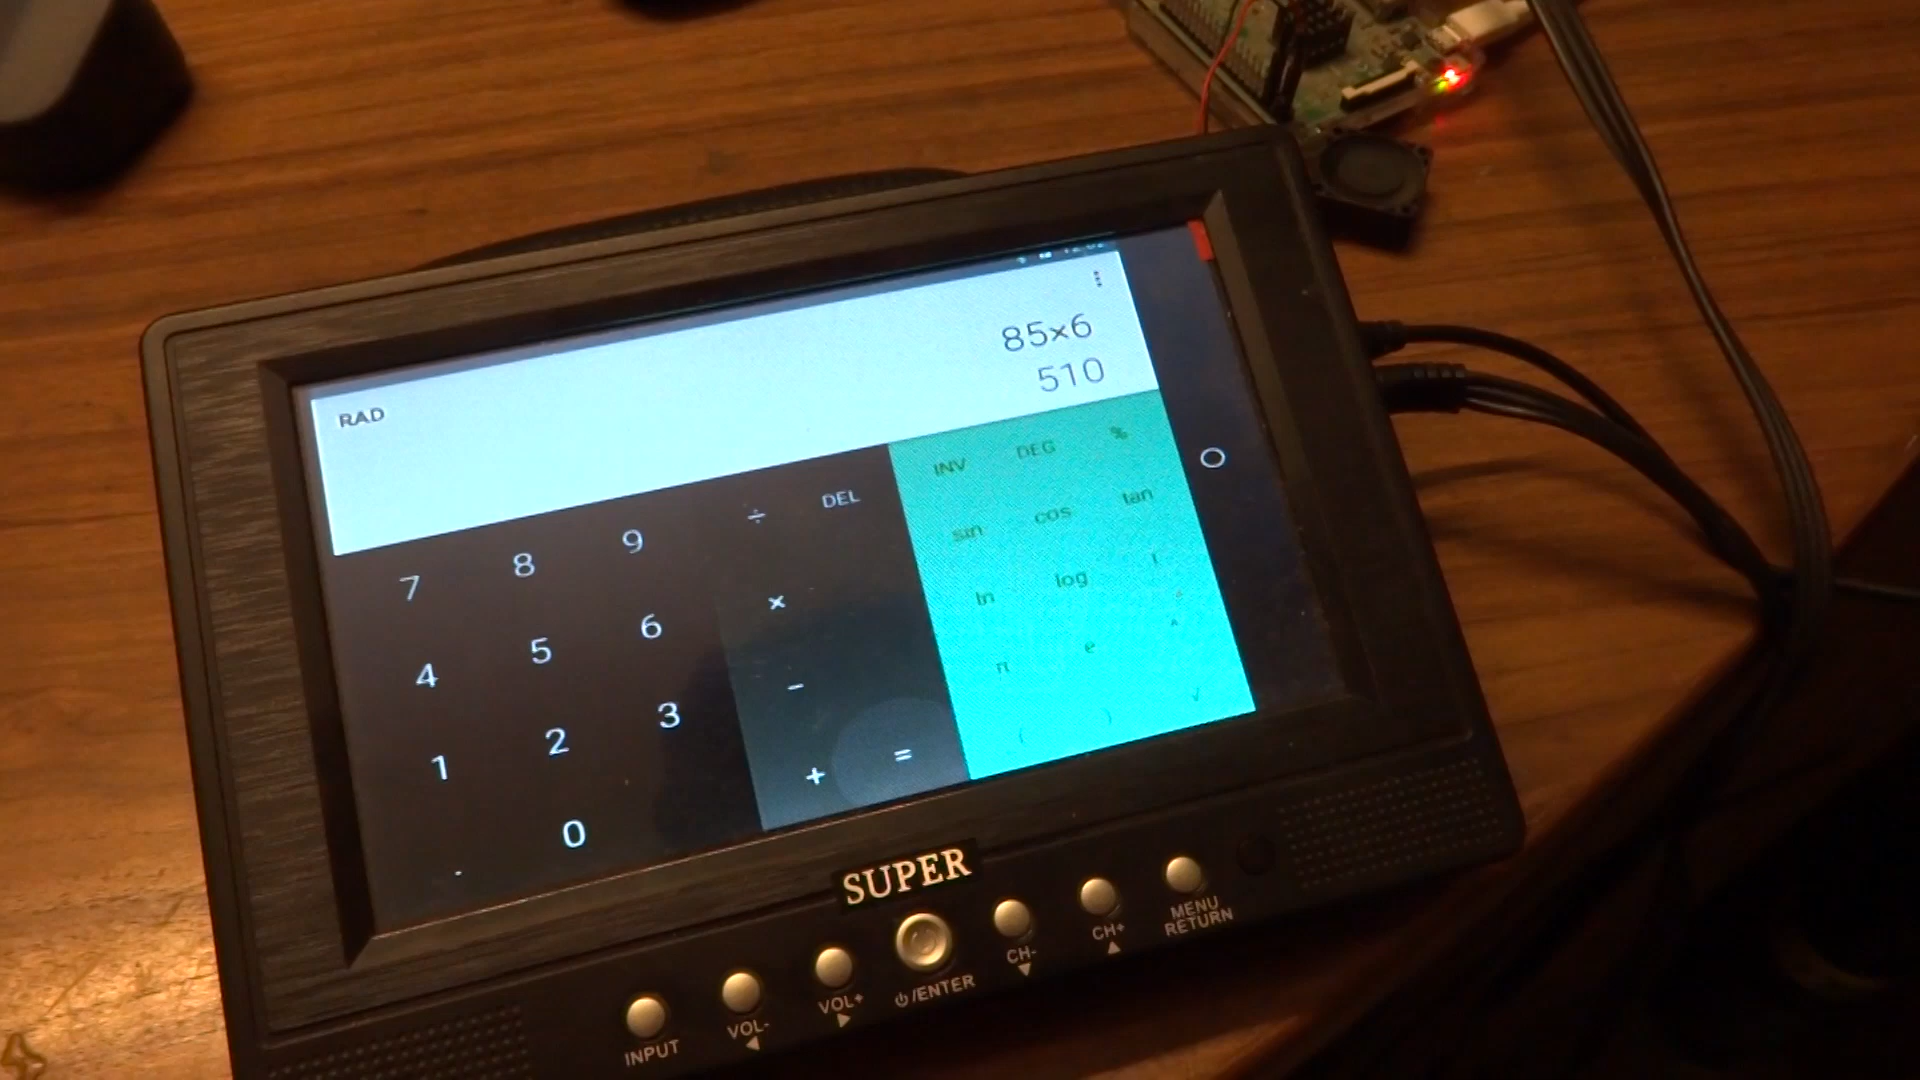 85×6
510
RAD
INV DEG %
7 8 9 ÷ DEL
sin cos tan
4 5 6 ×
ln log !
π e ^
1 2 3 −
( ) √
. 0 + =
SUPER
INPUT
VOL-
VOL+
⏻/ENTER
CH-
CH+
MENU
RETURN